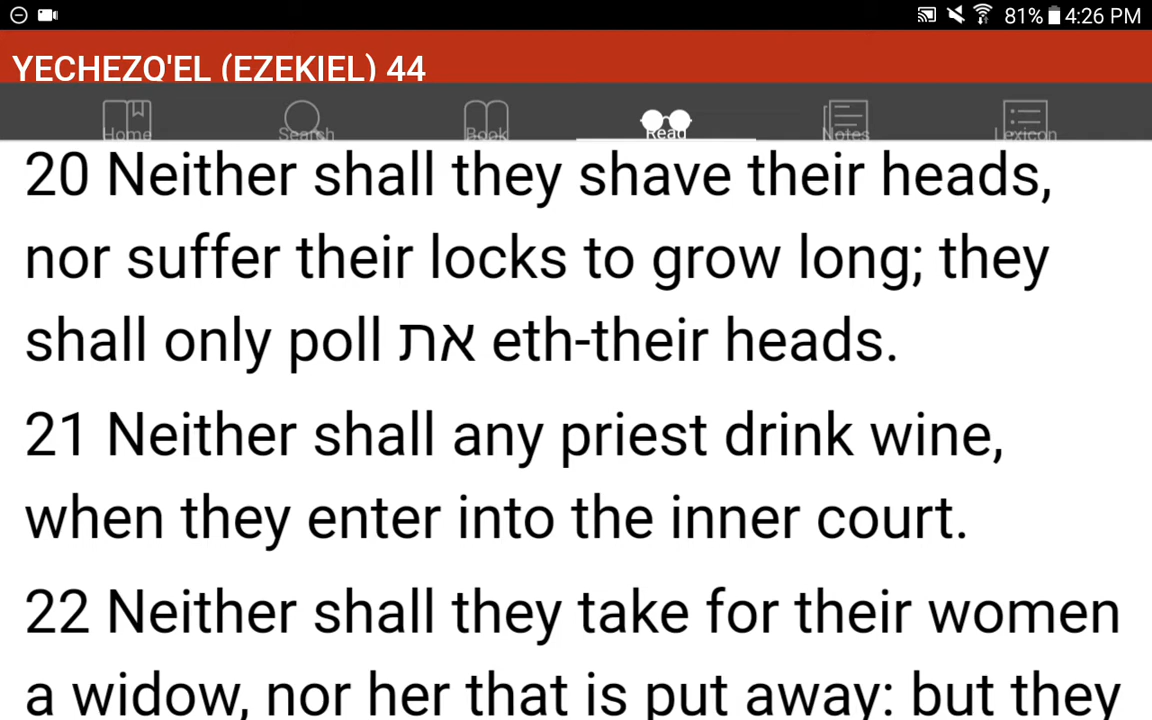 81% 4:26 PM
YECHEZQ'EL (EZEKIEL) 44
Home Search Book Read Notes Lexicon
20 Neither shall they shave their heads,
nor suffer their locks to grow long; they
shall only poll את eth-their heads.
21 Neither shall any priest drink wine,
when they enter into the inner court.
22 Neither shall they take for their women
a widow, nor her that is put away: but they